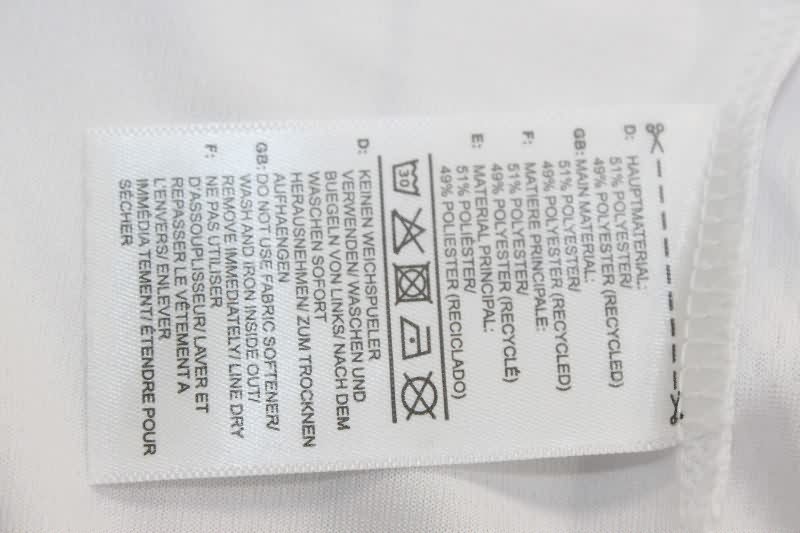 D: HAUPTMATERIAL:
51% POLYESTER/
49% POLYESTER (RECYCLED)
GB: MAIN MATERIAL:
51% POLYESTER/
49% POLYESTER (RECYCLED)
F: MATIERE PRINCIPALE:
51% POLYESTER/
49% POLYESTER (RECYCLÉ)
E: MATERIAL PRINCIPAL:
51% POLIÉSTER/
49% POLIESTER (RECICLADO)
30
D: KEINEN WEICHSPUELER
VERWENDEN/ WASCHEN UND
BUEGELN VON LINKS/ NACH DEM
WASCHEN SOFORT
HERAUSNEHMEN/ ZUM TROCKNEN
AUFHAENGEN
GB: DO NOT USE FABRIC SOFTENER/
WASH AND IRON INSIDE OUT/
REMOVE IMMEDIATELY/ LINE DRY
F: NE PAS UTILISER
D'ASSOUPLISSEUR/ LAVER ET
REPASSER LE VÊTEMENT A
L'ENVERS/ ENLEVER
IMMÉDIA TEMENT/ ÉTENDRE POUR
SÉCHER